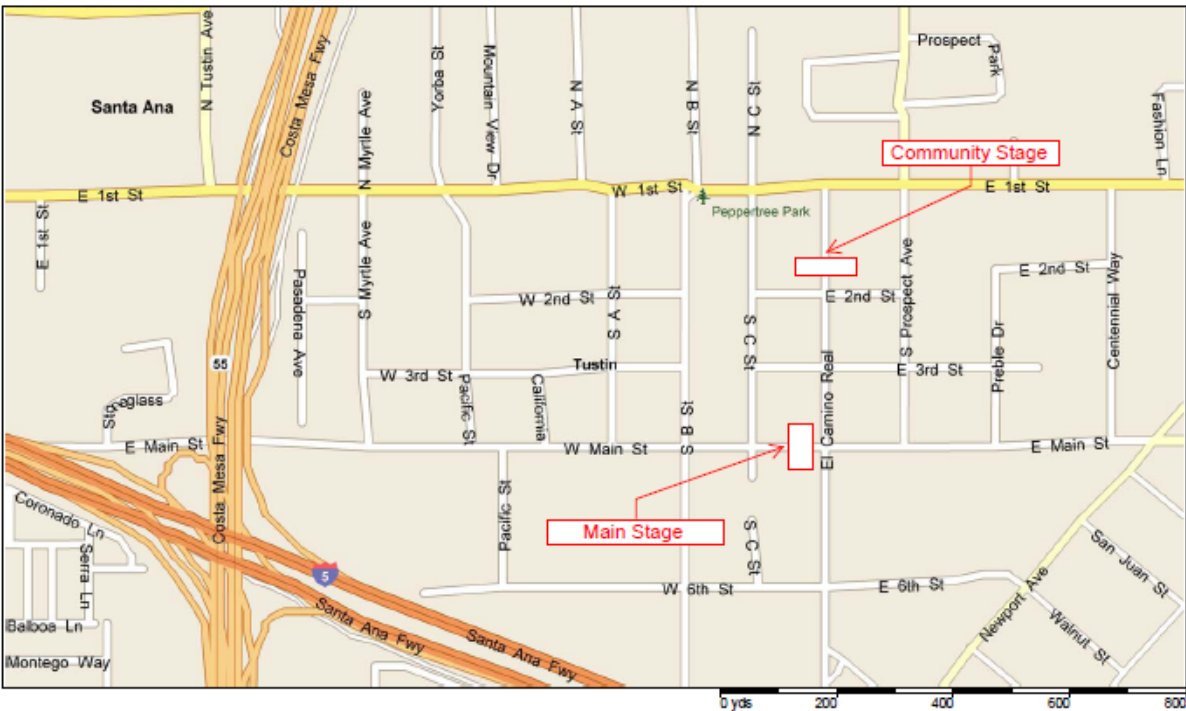 N Tustin Ave
Costa Mesa Fwy
Yorba St
Mountain View Dr
N A St
N B St
N C St
Prospect
Park
Fashion Ln
Santa Ana
N Myrtle Ave
Community Stage
E 1st St
W 1st St
E 1st St
Peppertree Park
E 1st St
Pasadena Ave
S Myrtle Ave
W 2nd St
S A St
S C St
E 2nd St
S Prospect Ave
E 2nd St
Preble Dr
Centennial Way
55
Tustin
W 3rd St
Pacific St
California
El Camino Real
E 3rd St
E Main St
Costa Mesa Fwy
W Main St
S B St
E Main St
Coronado Ln
Serra Ln
Pacific St
Main Stage
S C St
San Juan St
5
W 6th St
E 6th St
Newport Ave
Walnut St
Balboa Ln
Santa Ana Fwy
Santa Ana Fwy
Montego Way
0 yds 200 400 600 800